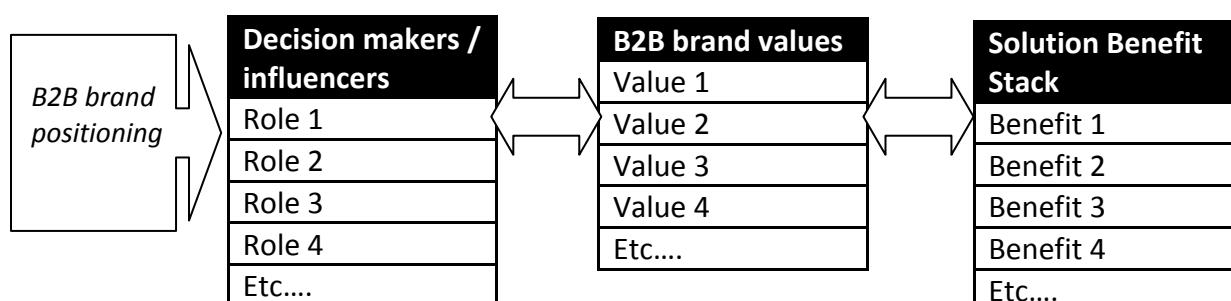 B2B brand
positioning
Decision makers /
influencers
Role 1
Role 2
Role 3
Role 4
Etc….
B2B brand values
Value 1
Value 2
Value 3
Value 4
Etc….
Solution Benefit
Stack
Benefit 1
Benefit 2
Benefit 3
Benefit 4
Etc….